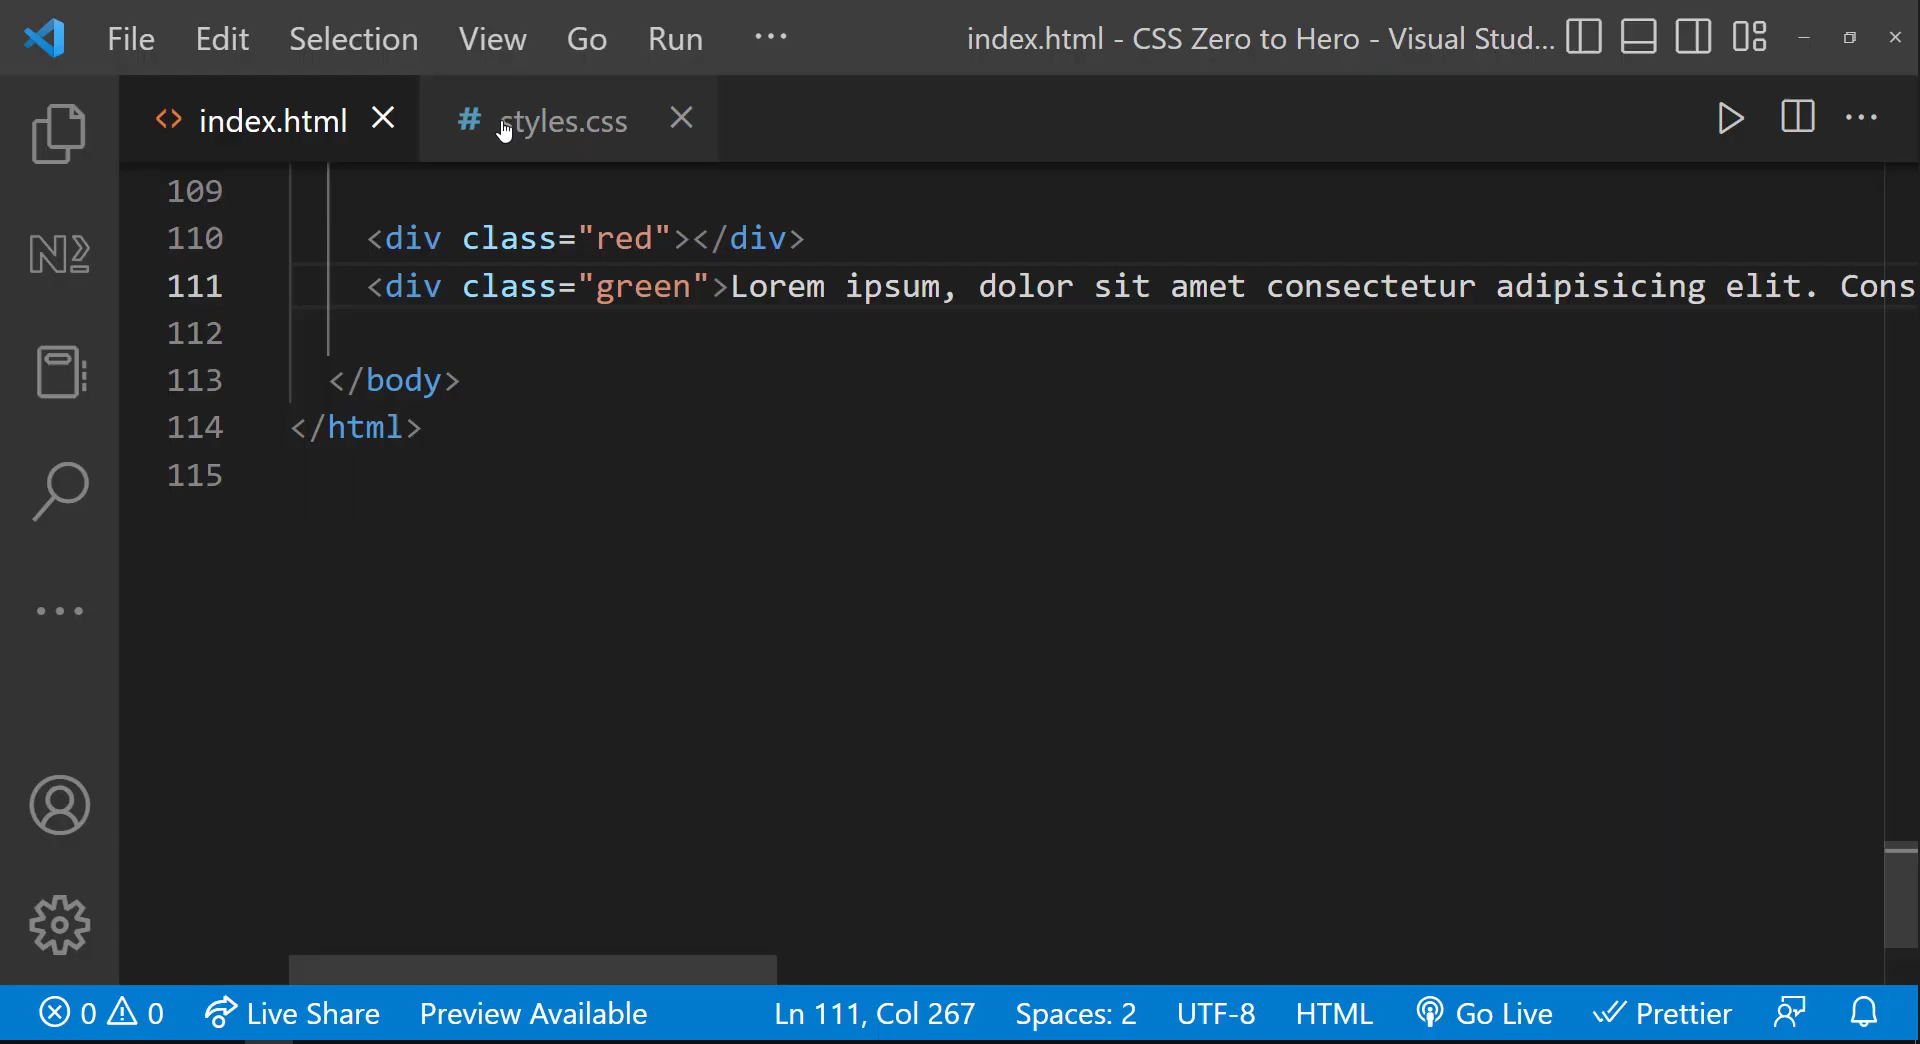 File Edit Selection View Go Run ··· index.html - CSS Zero to Hero - Visual Stud...
<> index.html # styles.css
109
110 <div class="red"></div>
111 <div class="green">Lorem ipsum, dolor sit amet consectetur adipisicing elit. Cons
112
113 </body>
114 </html>
115
0 0 Live Share Preview Available Ln 111, Col 267 Spaces: 2 UTF-8 HTML Go Live Prettier